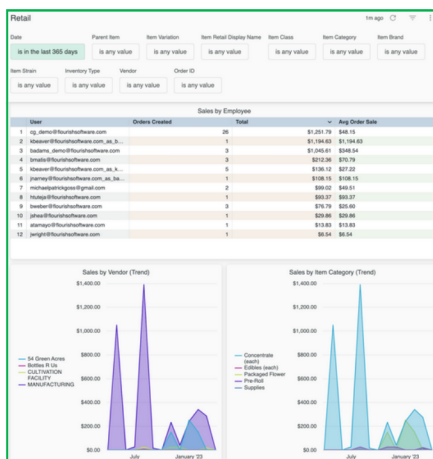 Retail
1m ago
Date
Parent Item
Item Variation
Item Retail Display Name
Item Class
Item Category
Item Brand
is in the last 365 days
is any value
is any value
is any value
is any value
is any value
is any value
Item Strain
Inventory Type
Vendor
Order ID
is any value
is any value
is any value
is any value
Sales by Employee
User Orders Created Total Avg Order Sale
1 cg_demo@flourishsoftware.com 26 $1,251.79 $48.15
2 kbeaver@flourishsoftware.com_as_b... 1 $1,194.63 $1,194.63
3 badams_demo@flourishsoftware.com 3 $1,045.61 $348.54
4 bmatis@flourishsoftware.com 3 $212.36 $70.79
5 kbeaver@flourishsoftware.com_as_k... 5 $136.12 $27.22
6 jnarney@flourishsoftware.com_as_ba... 1 $108.15 $108.15
7 michaelpatrickgoss@gmail.com 2 $99.02 $49.51
8 htuteja@flourishsoftware.com 1 $93.37 $93.37
9 bweber@flourishsoftware.com 3 $76.79 $25.60
10 jshea@flourishsoftware.com 1 $29.86 $29.86
11 atamayo@flourishsoftware.com 1 $13.83 $13.83
12 jwright@flourishsoftware.com 1 $6.54 $6.54
Sales by Vendor (Trend)
$1,400.00
$1,200.00
$1,000.00
$800.00
$600.00
$400.00
$200.00
$0.00
54 Green Acres
Bottles R Us
CULTIVATION
FACILITY
MANUFACTURING
July
January '23
Sales by Item Category (Trend)
$1,400.00
$1,200.00
$1,000.00
$800.00
$600.00
$400.00
$200.00
$0.00
Concentrate
(each)
Edibles (each)
Packaged Flower
Pre-Roll
Supplies
July
January '23